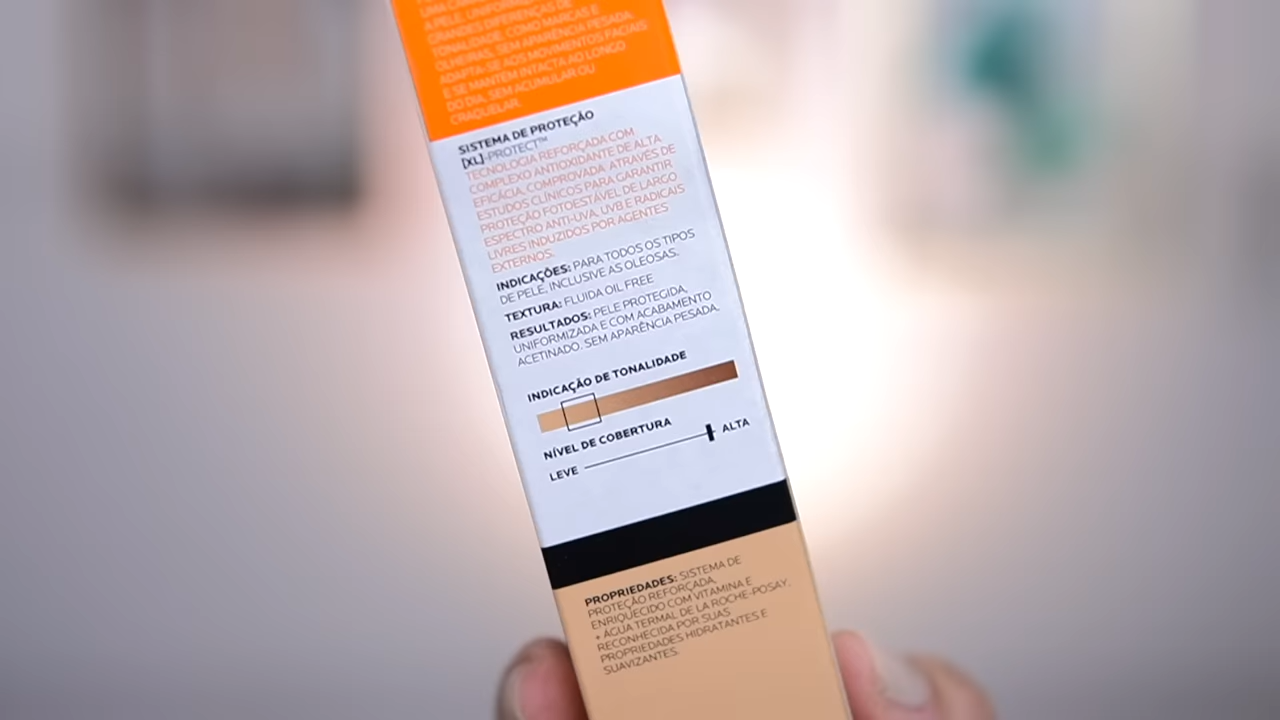 A PELE, UNIFORMIZA
GRANDES DIFERENÇAS DE
TONALIDADE, COMO MARCAS E
OLHEIRAS, SEM APARÊNCIA PESADA.
ADAPTA-SE AOS MOVIMENTOS FACIAIS
E SE MANTÉM INTACTA AO LONGO
DO DIA, SEM ACUMULAR OU
CRAQUELAR.
SISTEMA DE PROTEÇÃO
[XL]-PROTECT™
TECNOLOGIA REFORÇADA COM
COMPLEXO ANTIOXIDANTE DE ALTA
EFICÁCIA, COMPROVADA ATRAVÉS DE
ESTUDOS CLÍNICOS PARA GARANTIR
PROTEÇÃO FOTOESTÁVEL DE LARGO
ESPECTRO ANTI-UVA, UVB E RADICAIS
LIVRES INDUZIDOS POR AGENTES
EXTERNOS.
INDICAÇÕES: PARA TODOS OS TIPOS
DE PELE, INCLUSIVE AS OLEOSAS.
TEXTURA: FLUIDA OIL FREE
RESULTADOS: PELE PROTEGIDA,
UNIFORMIZADA E COM ACABAMENTO
ACETINADO, SEM APARÊNCIA PESADA.
INDICAÇÃO DE TONALIDADE
NÍVEL DE COBERTURA
LEVE ALTA
PROPRIEDADES: SISTEMA DE
PROTEÇÃO REFORÇADA,
ENRIQUECIDO COM VITAMINA E
+ ÁGUA TERMAL DE LA ROCHE-POSAY,
RECONHECIDA POR SUAS
PROPRIEDADES HIDRATANTES E
SUAVIZANTES.